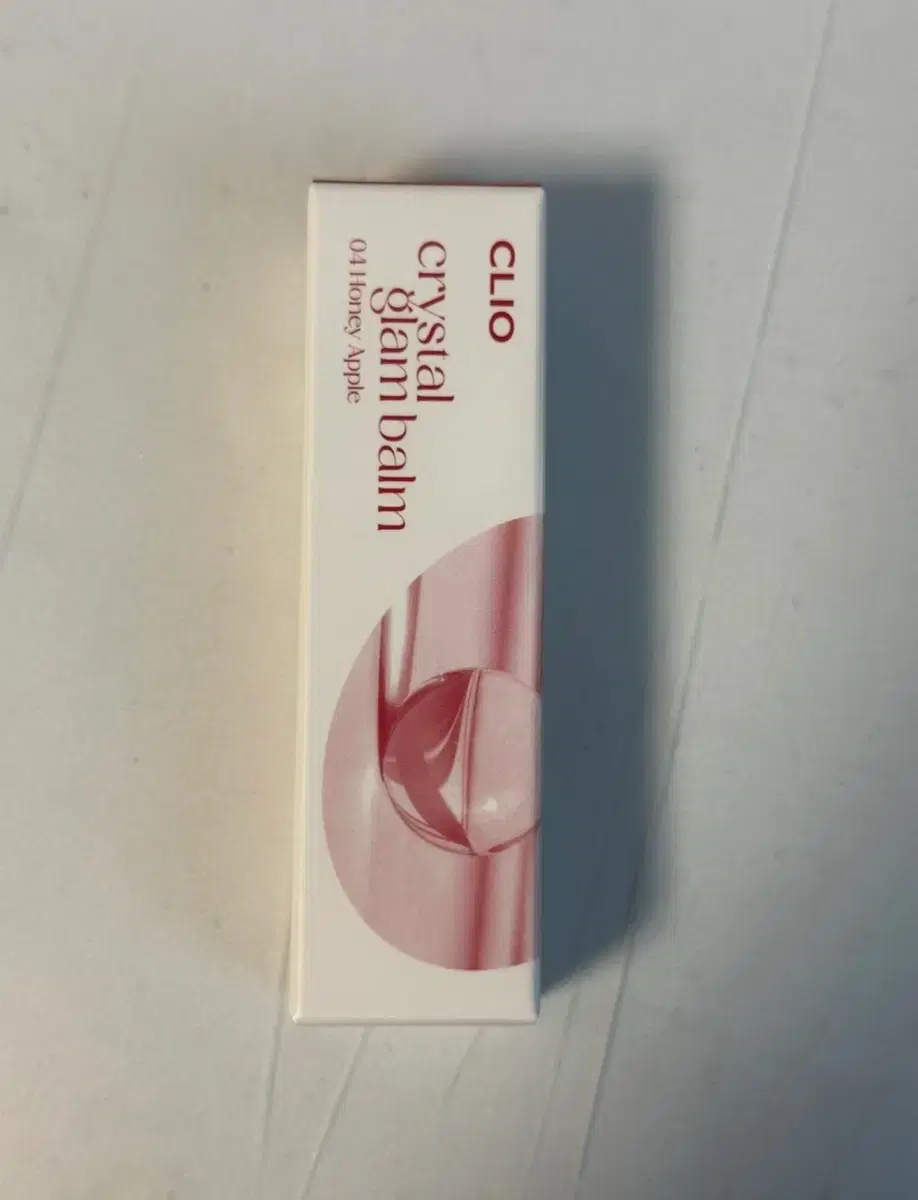 CLIO
crystal
glam balm
04 Honey Apple